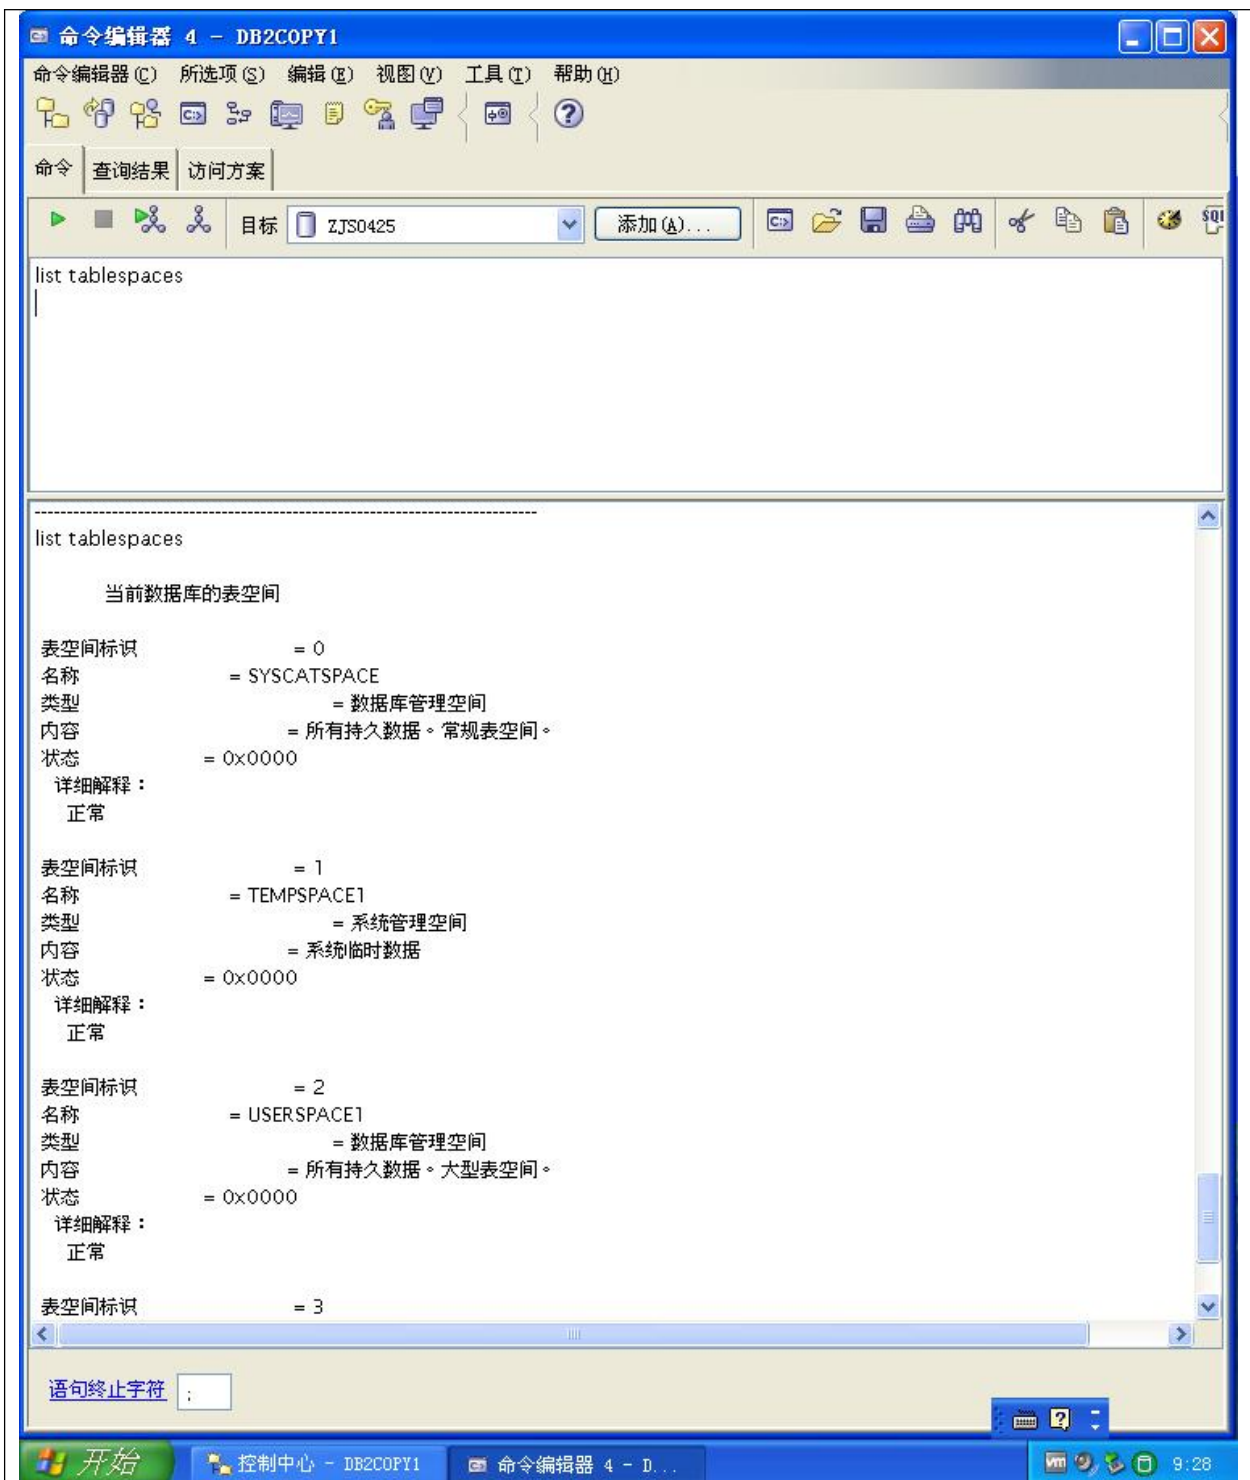 命令编辑器 4 - DB2COPY1
命令编辑器(C) 所选项(S) 编辑(E) 视图(V) 工具(T) 帮助(H)
命令 查询结果 访问方案
目标 ZJS0425 添加(A)...
list tablespaces
--------------------------------------------------------------------------------
list tablespaces
当前数据库的表空间
表空间标识 = 0
名称 = SYSCATSPACE
类型 = 数据库管理空间
内容 = 所有持久数据。常规表空间。
状态 = 0x0000
详细解释：
正常
表空间标识 = 1
名称 = TEMPSPACE1
类型 = 系统管理空间
内容 = 系统临时数据
状态 = 0x0000
详细解释：
正常
表空间标识 = 2
名称 = USERSPACE1
类型 = 数据库管理空间
内容 = 所有持久数据。大型表空间。
状态 = 0x0000
详细解释：
正常
表空间标识 = 3
语句终止字符 ;
开始 控制中心 - DB2COPY1 命令编辑器 4 - D... 9:28